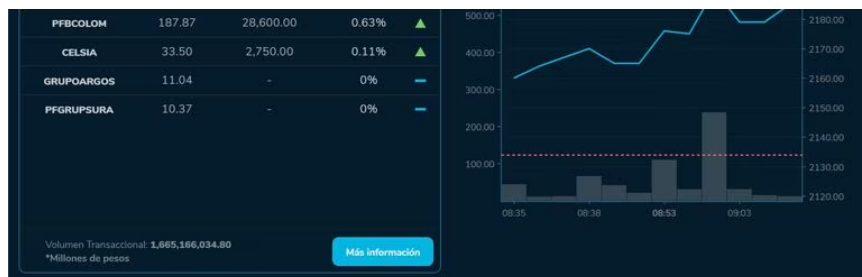 PFBCOLOM 187.87 28,600.00 0.63%
CELSIA 33.50 2,750.00 0.11%
GRUPOARGOS 11.04 - 0%
PFGRUPSURA 10.37 - 0%
Volumen Transaccional: 1,665,166,034.80
*Millones de pesos
Más información
500.00
400.00
300.00
200.00
100.00
2180.00
2170.00
2160.00
2150.00
2140.00
2130.00
2120.00
08:35 08:38 08:53 09:03